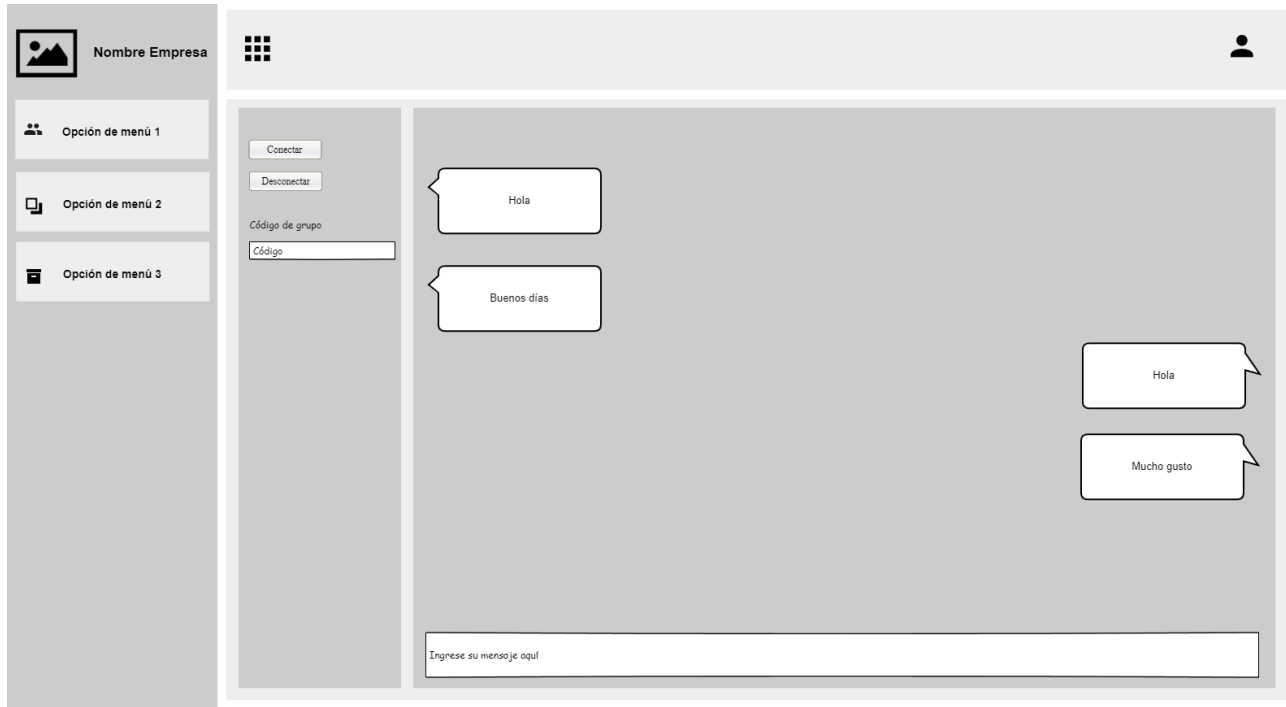 Nombre Empresa
Opción de menú 1
Opción de menú 2
Opción de menú 3
Conectar
Desconectar
Código de grupo
Código
Hola
Buenos días
Hola
Mucho gusto
Ingrese su mensaje aquí